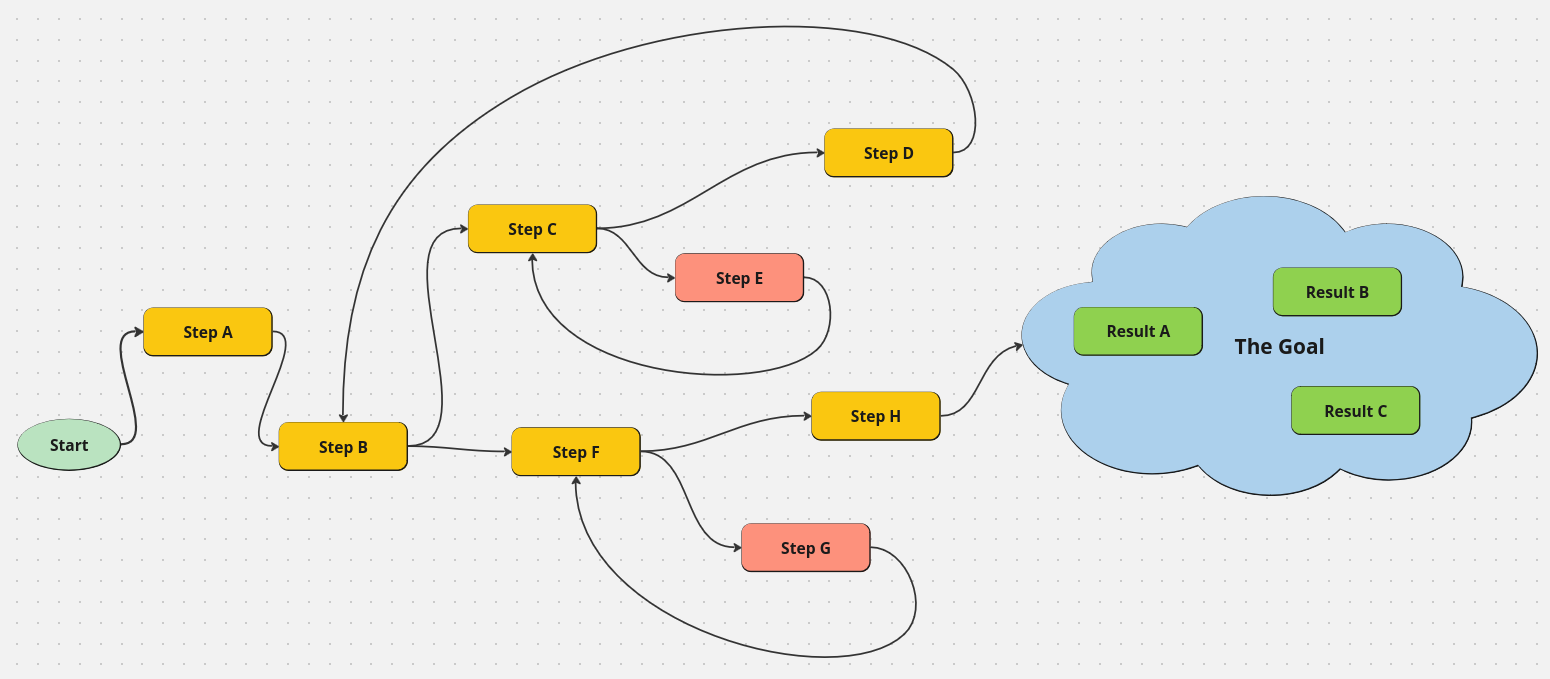 Start
Step A
Step B
Step C
Step D
Step E
Step F
Step G
Step H
The Goal
Result A
Result B
Result C